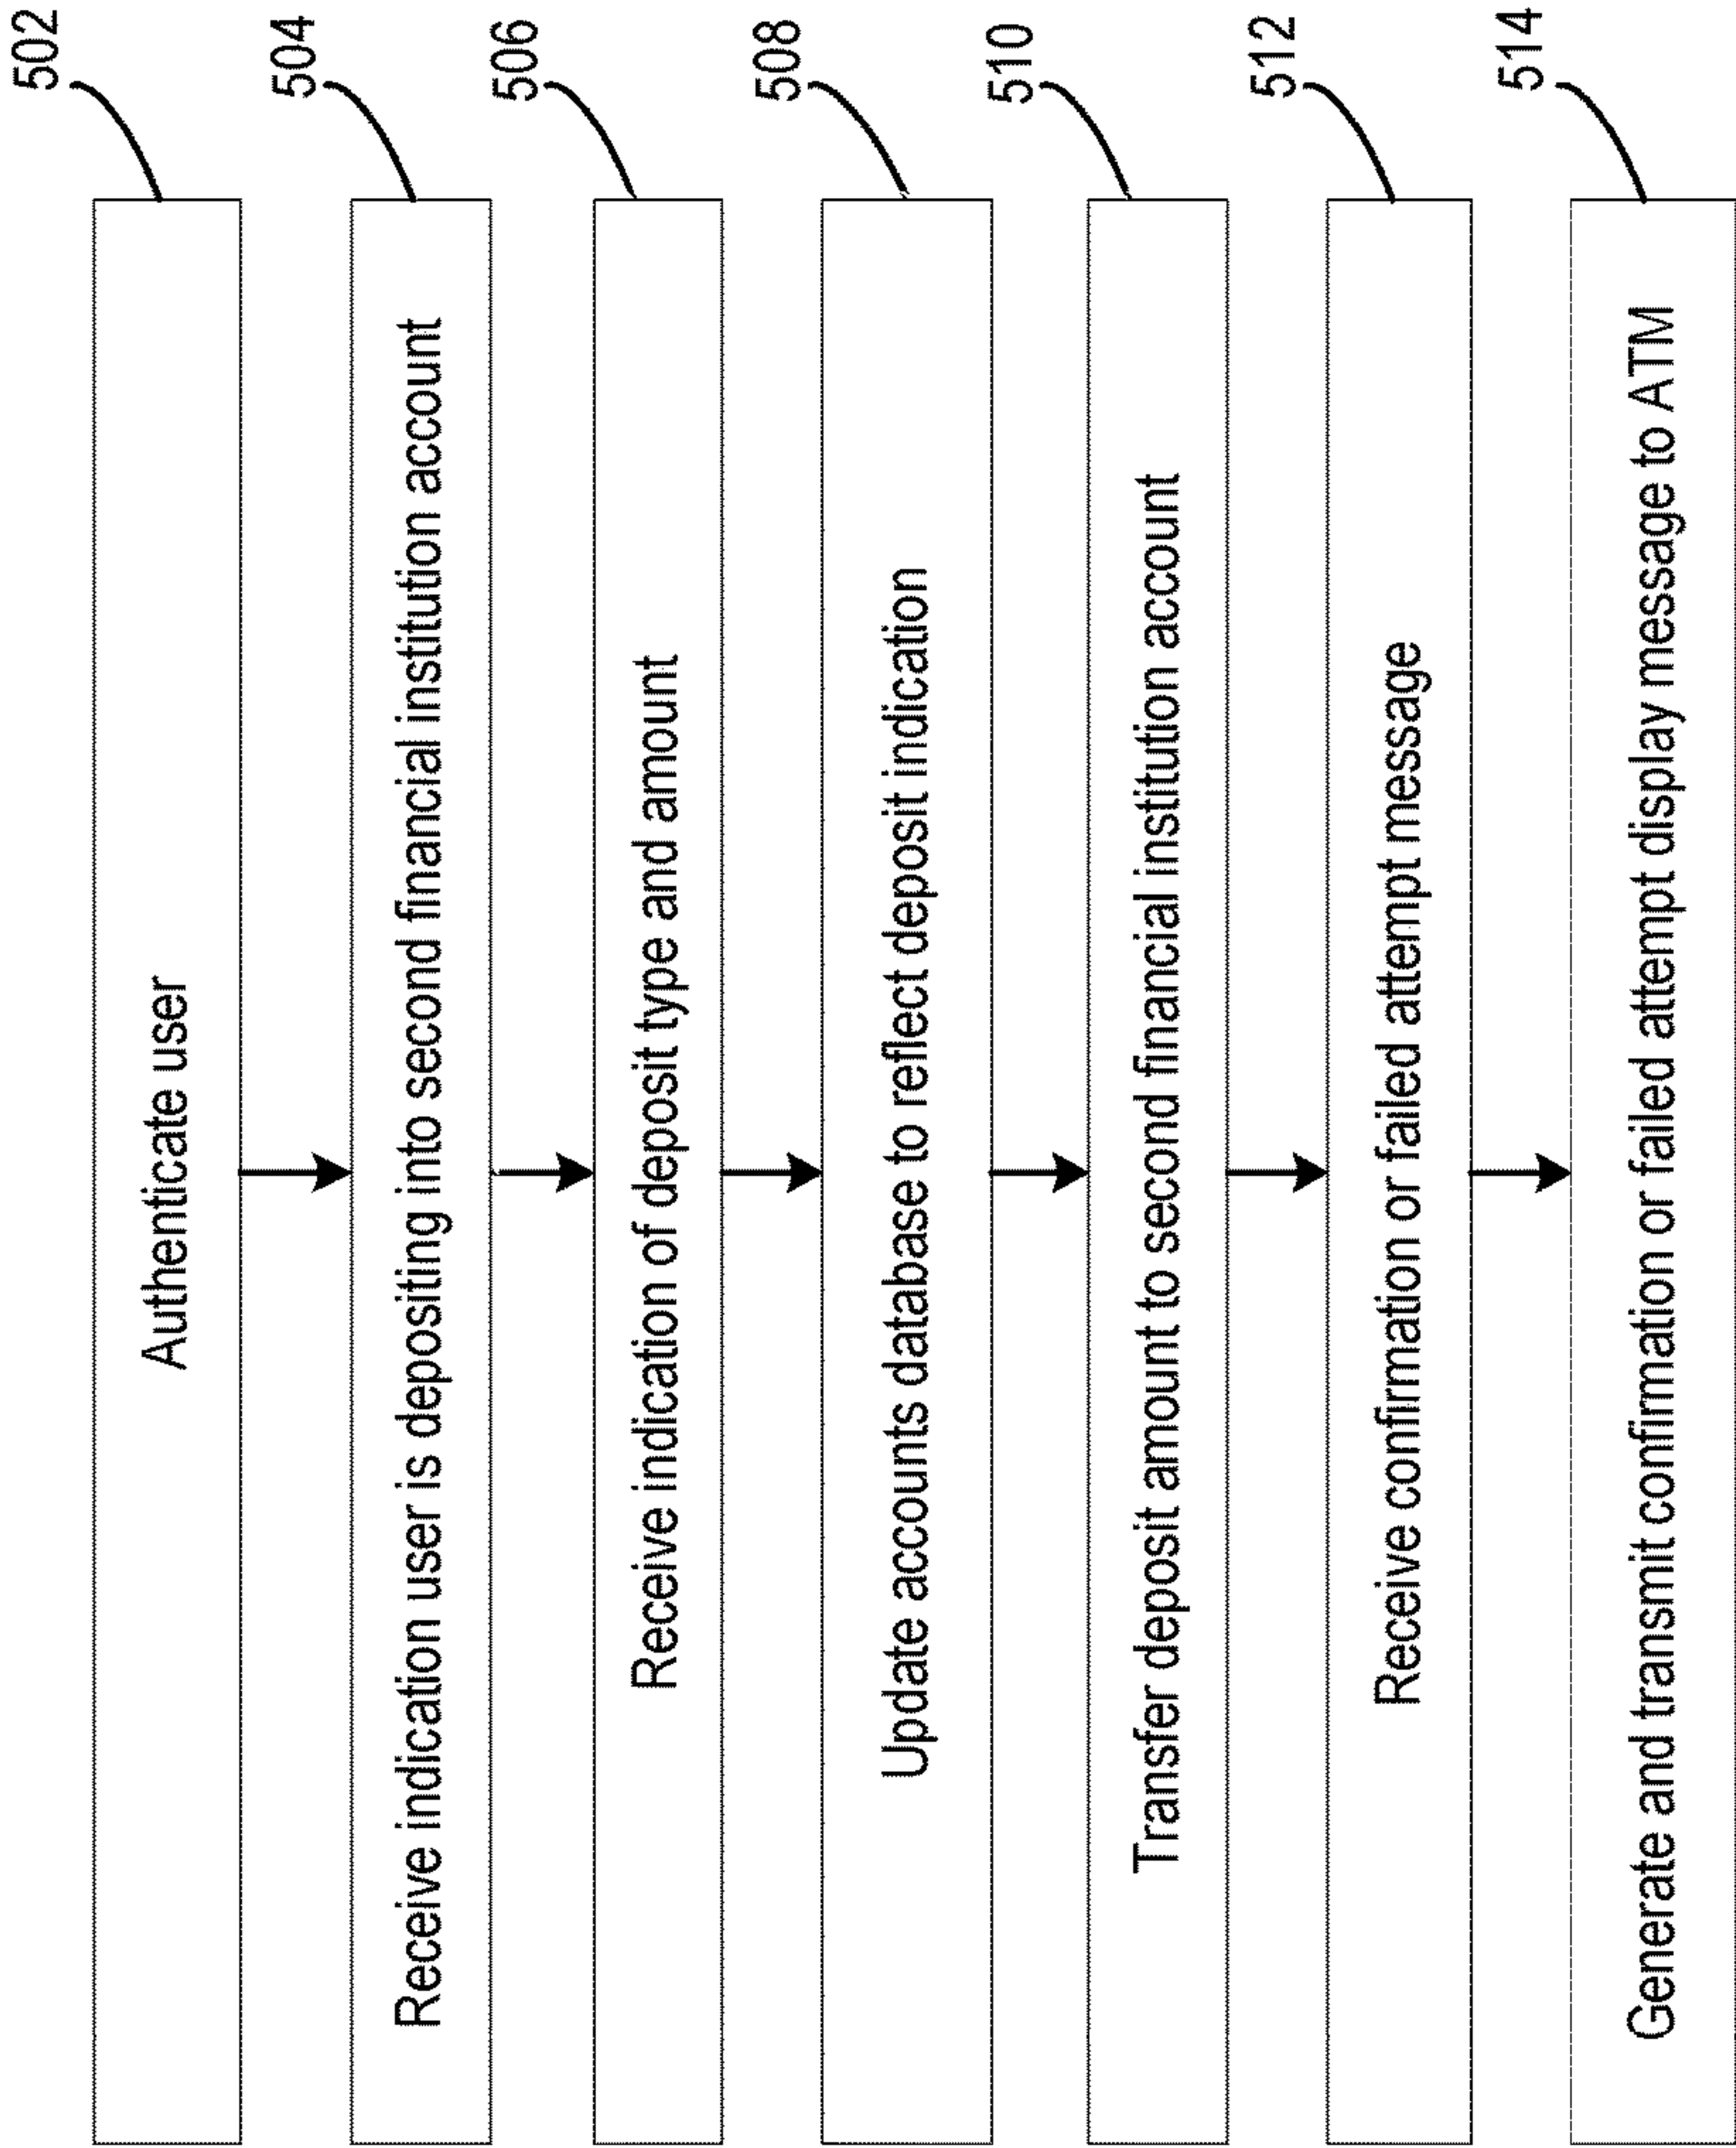 502
Authenticate user
504
Receive indication user is depositing into second financial institution account
506
Receive indication of deposit type and amount
508
Update accounts database to reflect deposit indication
510
Transfer deposit amount to second financial institution account
512
Receive confirmation or failed attempt message
514
Generate and transmit confirmation or failed attempt display message to ATM